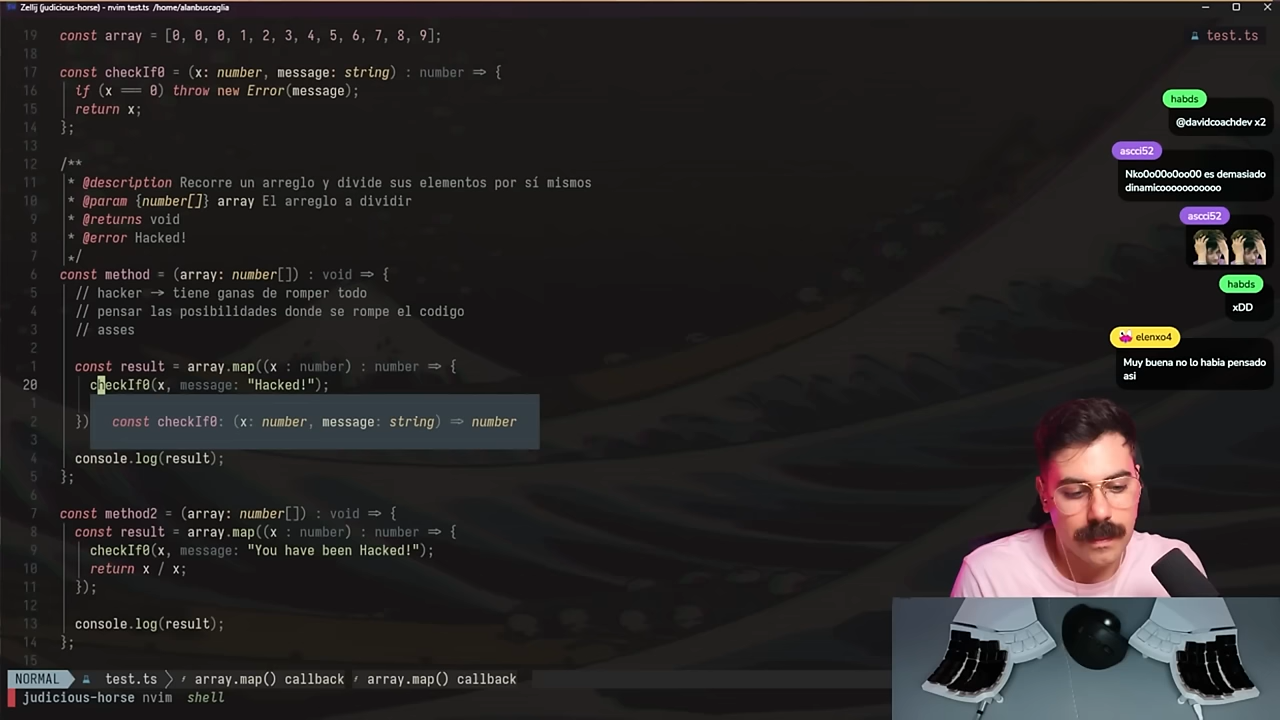 Zellij (judicious-horse) - nvim test.ts /home/alanbuscaglia
test.ts
19 const array = [0, 0, 0, 1, 2, 3, 4, 5, 6, 7, 8, 9];
18
17 const checkIf0 = (x: number, message: string) : number => {
16 if (x === 0) throw new Error(message);
15 return x;
14 };
13
12 /**
11 * @description Recorre un arreglo y divide sus elementos por sí mismos
10 * @param {number[]} array El arreglo a dividir
9 * @returns void
8 * @error Hacked!
7 */
6 const method = (array: number[]) : void => {
5 // hacker -> tiene ganas de romper todo
4 // pensar las posibilidades donde se rompe el codigo
3 // asses
2
1 const result = array.map((x : number) : number => {
20 checkIf0(x, message: "Hacked!");
1
2 }) const checkIf0: (x: number, message: string) => number
3
4 console.log(result);
5 };
6
7 const method2 = (array: number[]) : void => {
8 const result = array.map((x : number) : number => {
9 checkIf0(x, message: "You have been Hacked!");
10 return x / x;
11 });
12
13 console.log(result);
14 };
15
NORMAL test.ts array.map() callback array.map() callback
judicious-horse nvim shell
habds
@davidcoachdev x2
ascci52
Nko0o00o0oo00 es demasiado
dinamicooooooooooo
ascci52
habds
xDD
elenxo4
Muy buena no lo habia pensado
asi